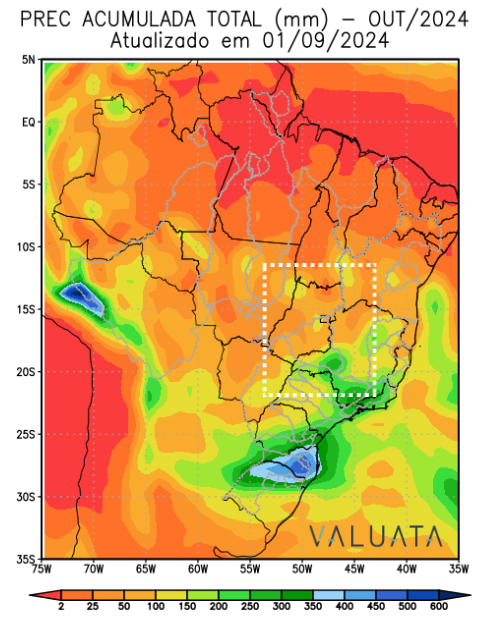 PREC ACUMULADA TOTAL (mm) – OUT/2024
Atualizado em 01/09/2024
5N
EQ
5S
10S
15S
20S
25S
30S
35S
VALUATA
75W 70W 65W 60W 55W 50W 45W 40W 35W
2 25 50 100 150 200 250 300 350 400 450 500 600